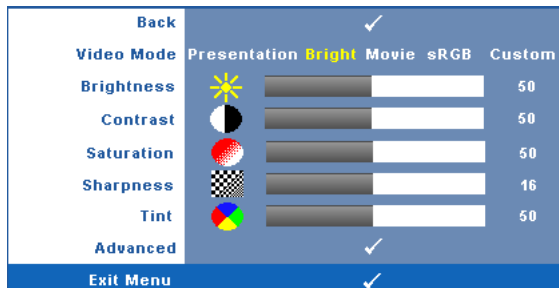 Back
Video Mode Presentation Bright Movie sRGB Custom
Brightness 50
Contrast 50
Saturation 50
Sharpness 16
Tint 50
Advanced
Exit Menu